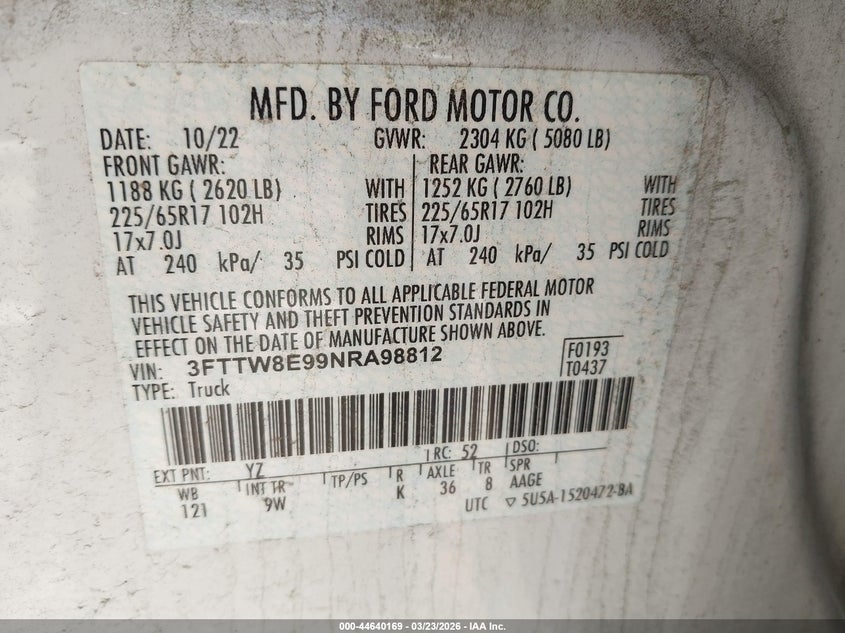 MFD. BY FORD MOTOR CO.
DATE: 10/22 GVWR: 2304 KG ( 5080 LB)
FRONT GAWR: REAR GAWR:
1188 KG ( 2620 LB) WITH 1252 KG ( 2760 LB) WITH
225/65R17 102H TIRES 225/65R17 102H TIRES
17x7.0J RIMS 17x7.0J RIMS
AT 240 kPa/ 35 PSI COLD AT 240 kPa/ 35 PSI COLD
THIS VEHICLE CONFORMS TO ALL APPLICABLE FEDERAL MOTOR
VEHICLE SAFETY AND THEFT PREVENTION STANDARDS IN
EFFECT ON THE DATE OF MANUFACTURE SHOWN ABOVE.
VIN: 3FTTW8E99NRA98812 F0193
TYPE: Truck T0437
EXT PNT: YZ RC: 52 DSO:
WB INT TR TP/PS R AXLE TR SPR
121 9W K 36 8 AAGE
UTC ▽ 5U5A-1520472-BA
000-44640169 - 03/23/2026 - IAA Inc.